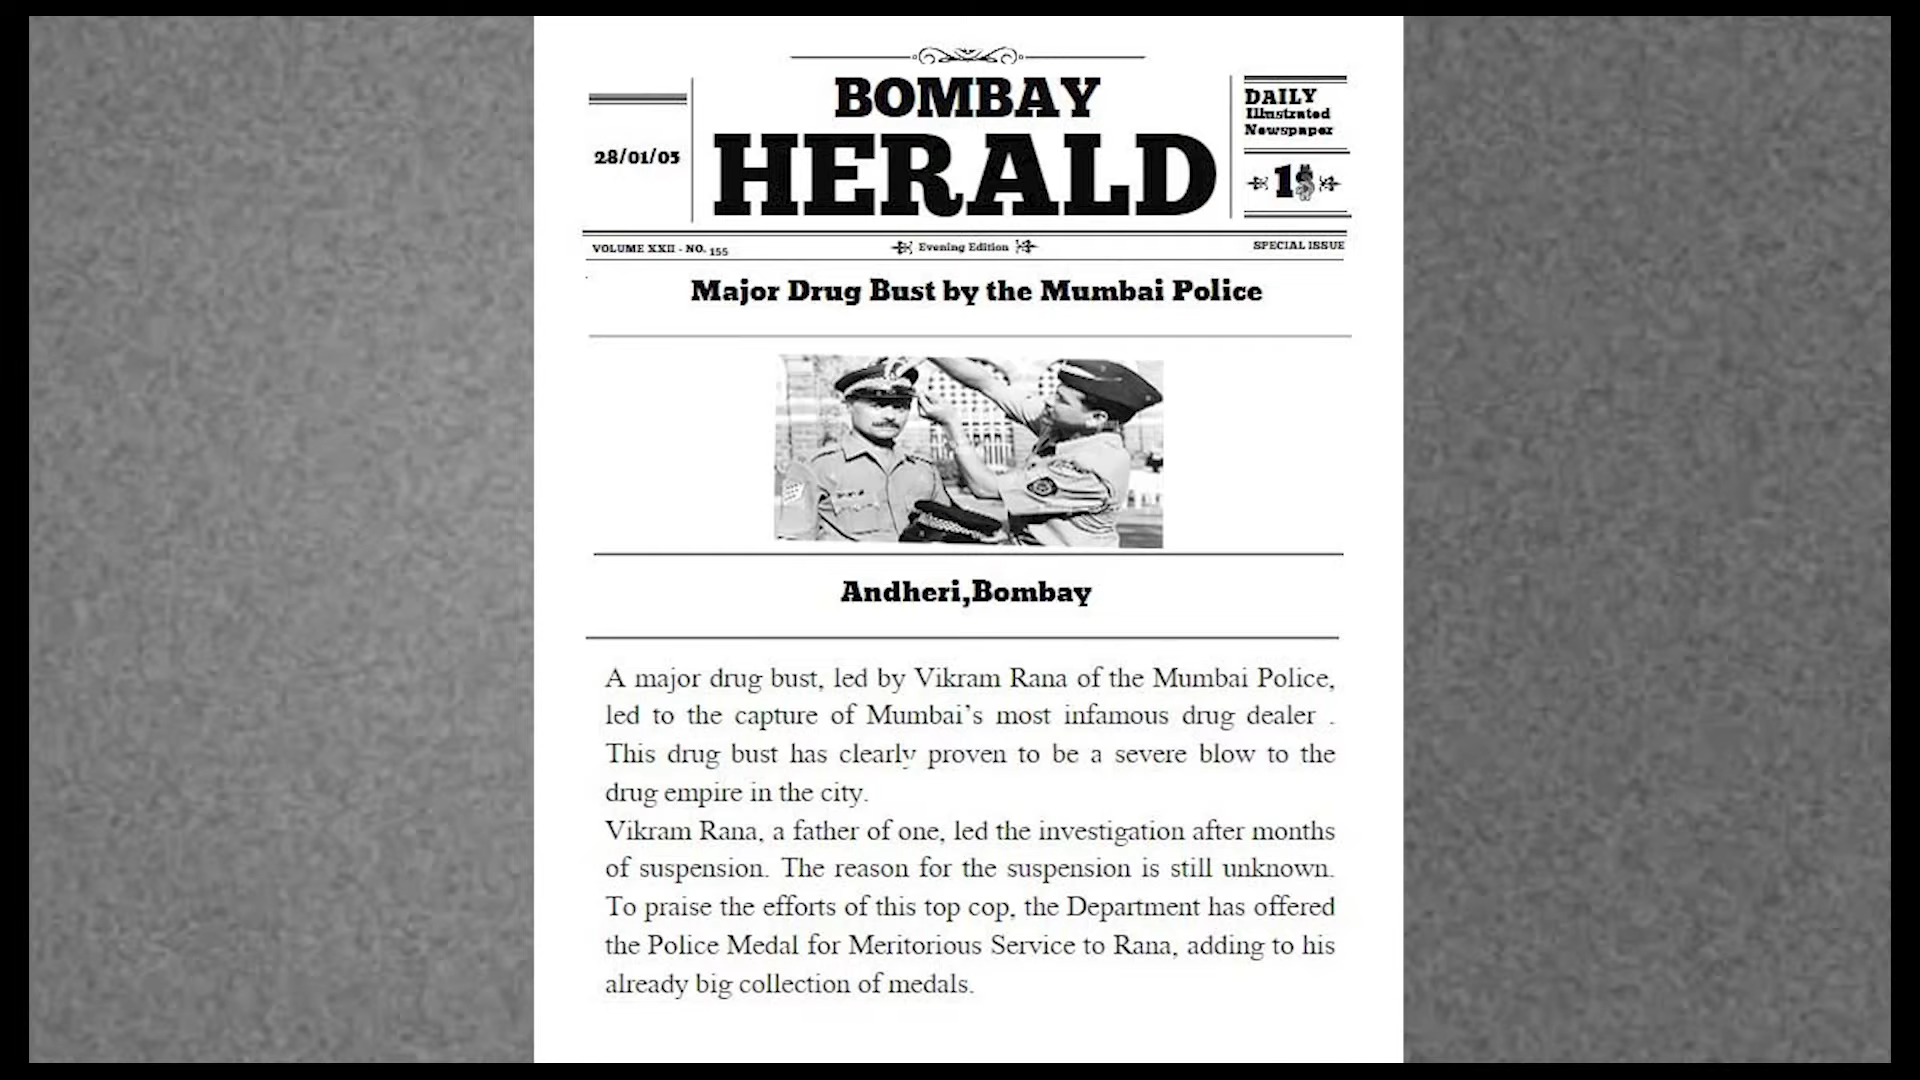 BOMBAY
HERALD
28/01/03
DAILY
Illustrated
Newspaper
VOLUME XXII - NO. 155
Evening Edition
SPECIAL ISSUE
Major Drug Bust by the Mumbai Police
Andheri,Bombay
A major drug bust, led by Vikram Rana of the Mumbai Police,
led to the capture of Mumbai’s most infamous drug dealer .
This drug bust has clearly proven to be a severe blow to the
drug empire in the city.
Vikram Rana, a father of one, led the investigation after months
of suspension. The reason for the suspension is still unknown.
To praise the efforts of this top cop, the Department has offered
the Police Medal for Meritorious Service to Rana, adding to his
already big collection of medals.